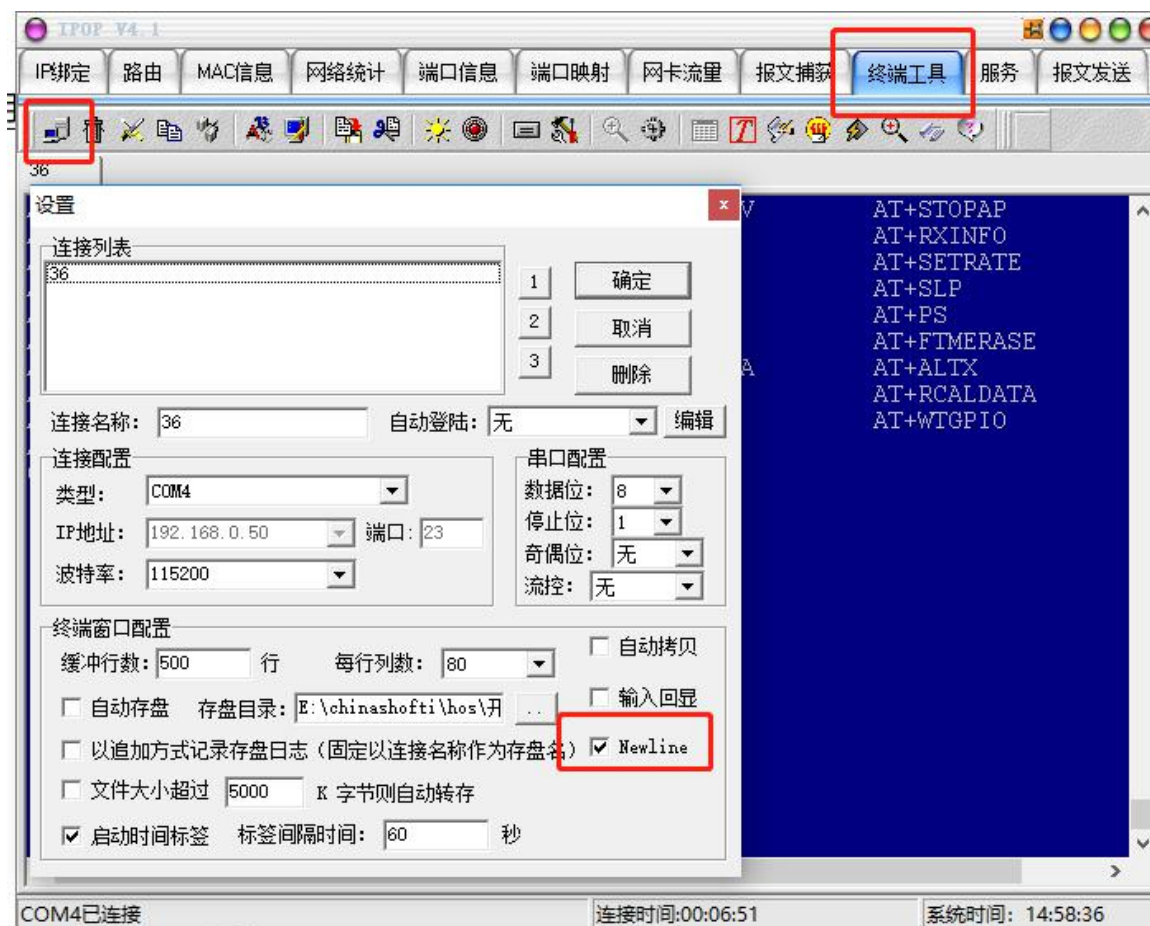 IPOP V4.1
IP绑定 路由 MAC信息 网络统计 端口信息 端口映射 网卡流量 报文捕获 终端工具 服务 报文发送
36
设置
连接列表
36
1 确定
2 取消
3 删除
连接名称: 36 自动登陆: 无 编辑
连接配置
类型: COM4
IP地址: 192.168.0.50 端口: 23
波特率: 115200
串口配置
数据位: 8
停止位: 1
奇偶位: 无
流控: 无
终端窗口配置
缓冲行数: 500 行 每行列数: 80 自动拷贝
自动存盘 存盘目录: E:\chinashofti\hos\开 .. 输入回显
以追加方式记录存盘日志（固定以连接名称作为存盘名） Newline
文件大小超过 5000 K 字节则自动转存
启动时间标签 标签间隔时间: 60 秒
V AT+STOPAP
AT+RXINFO
AT+SETRATE
AT+SLP
AT+PS
AT+FTMERASE
A AT+ALTX
AT+RCALDATA
AT+WTGPIO
COM4已连接 连接时间:00:06:51 系统时间: 14:58:36